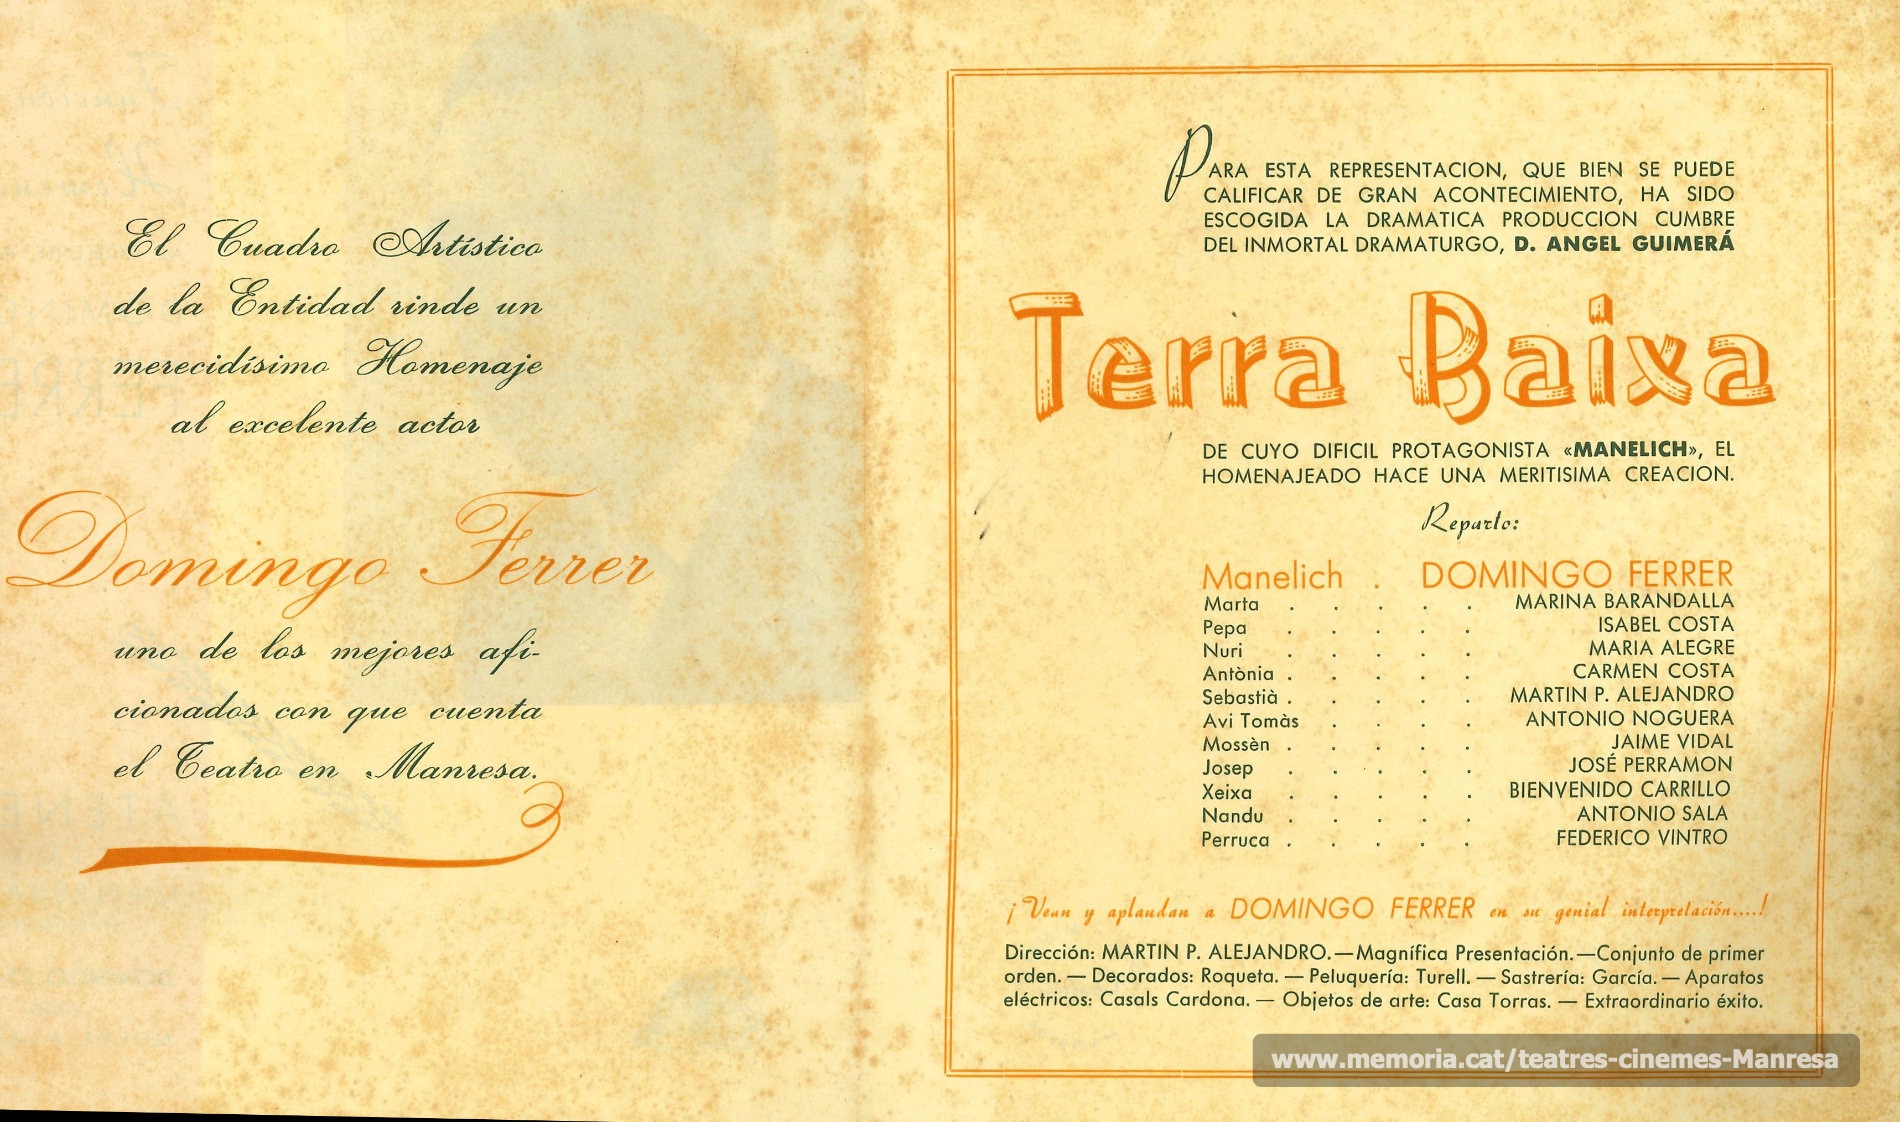 El Cuadro Artístico
de la Entidad rinde un
merecidísimo Homenaje
al excelente actor
Domingo Ferrer
uno de los mejores afi-
cionados con que cuenta
el Teatro en Manresa.
PARA ESTA REPRESENTACION, QUE BIEN SE PUEDE
CALIFICAR DE GRAN ACONTECIMIENTO, HA SIDO
ESCOGIDA LA DRAMATICA PRODUCCION CUMBRE
DEL INMORTAL DRAMATURGO, D. ANGEL GUIMERÁ
Terra Baixa
DE CUYO DIFICIL PROTAGONISTA «MANELICH», EL
HOMENAJEADO HACE UNA MERITISIMA CREACION.
Reparto:
Manelich . DOMINGO FERRER
Marta . . . . . MARINA BARANDALLA
Pepa . . . . . ISABEL COSTA
Nuri . . . . . MARIA ALEGRE
Antònia . . . . . CARMEN COSTA
Sebastià . . . . . MARTIN P. ALEJANDRO
Avi Tomàs . . . . ANTONIO NOGUERA
Mossèn . . . . . JAIME VIDAL
Josep . . . . . JOSÉ PERRAMON
Xeixa . . . . . BIENVENIDO CARRILLO
Nandu . . . . . ANTONIO SALA
Perruca . . . . . FEDERICO VINTRO
¡Vean y aplaudan a DOMINGO FERRER en su genial interpretación....!
Dirección: MARTIN P. ALEJANDRO.—Magnífica Presentación.—Conjunto de primer
orden. — Decorados: Roqueta. — Peluquería: Turell. — Sastrería: García. — Aparatos
eléctricos: Casals Cardona. — Objetos de arte: Casa Torras. — Extraordinario éxito.
www.memoria.cat/teatres-cinemes-Manresa